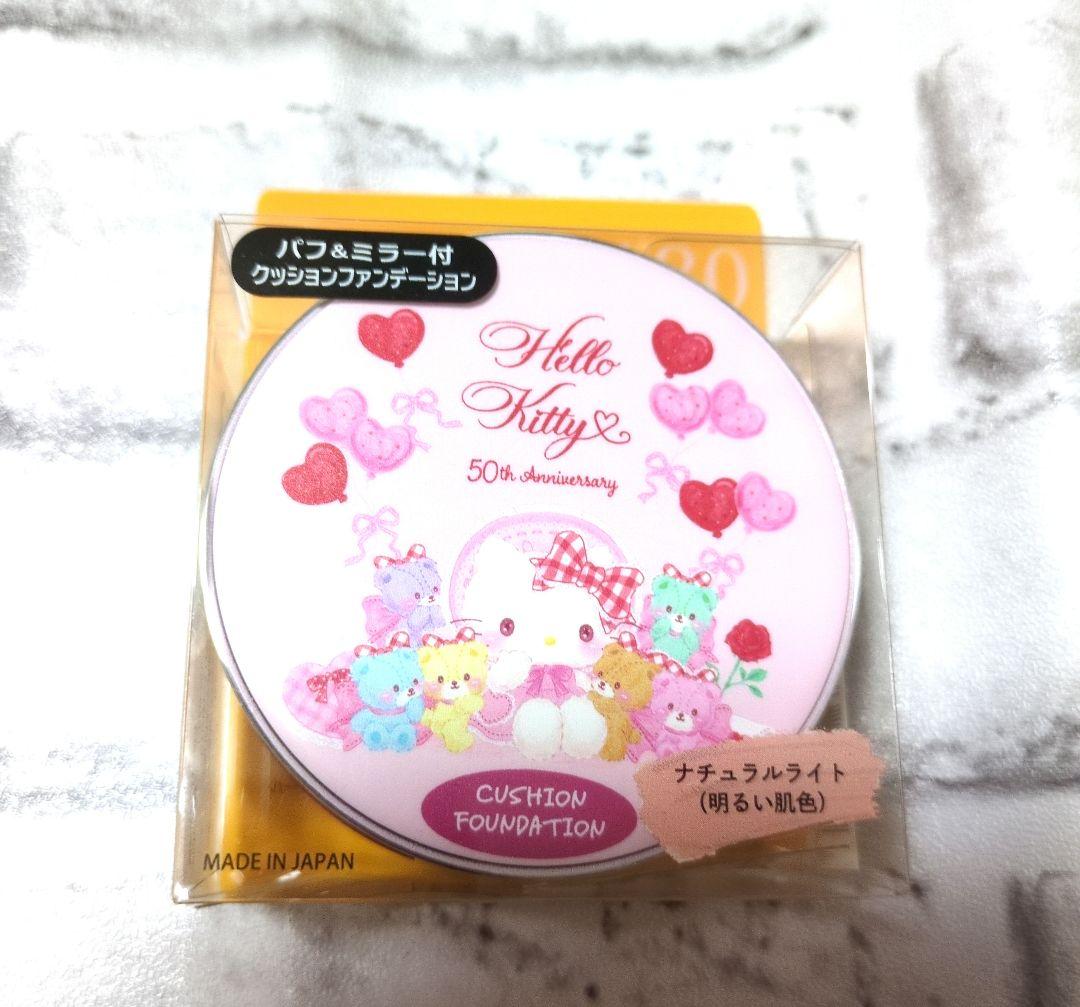 パフ&ミラー付
クッションファンデーション
Hello
Kitty
50th Anniversary
CUSHION
FOUNDATION
ナチュラルライト
(明るい肌色)
MADE IN JAPAN